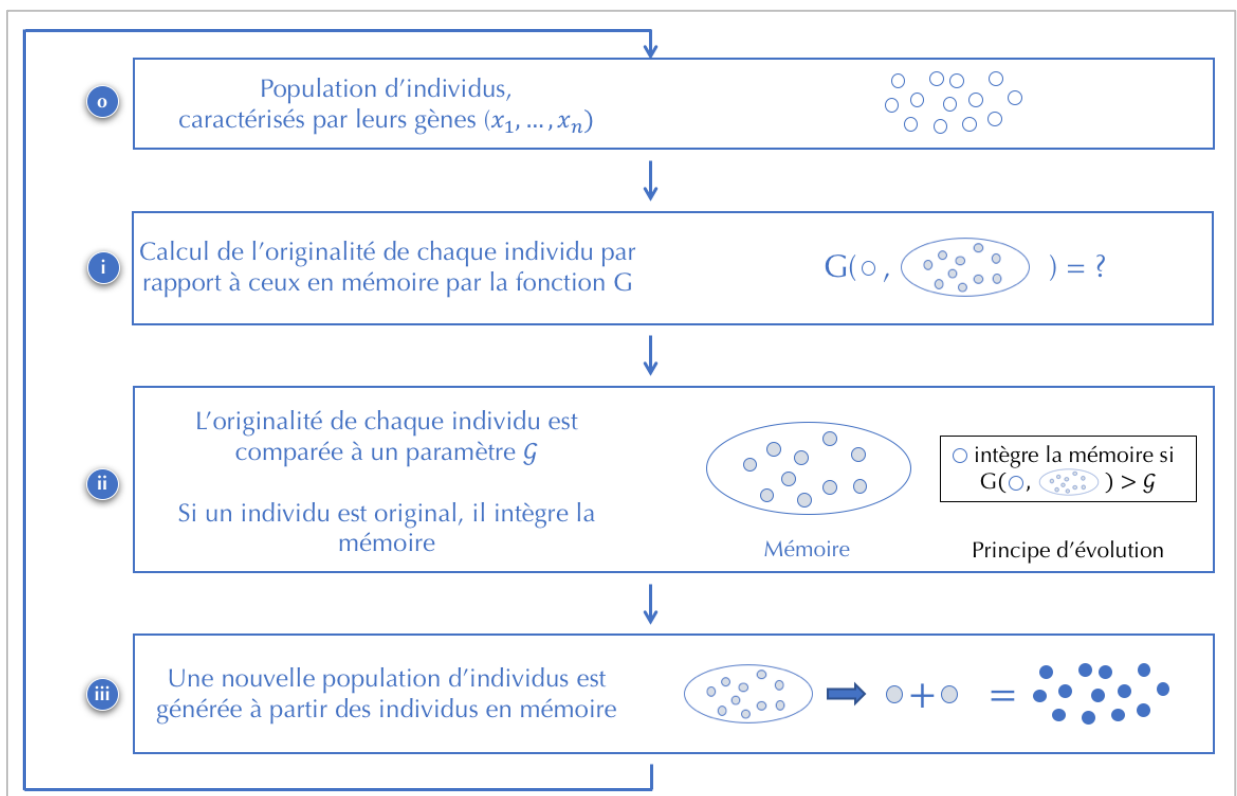 o
Population d’individus,
caractérisés par leurs gènes (x₁, … , xₙ)
i
Calcul de l’originalité de chaque individu par
rapport à ceux en mémoire par la fonction G
G(○ , ) = ?
ii
L’originalité de chaque individu est
comparée à un paramètre 𝒢
Si un individu est original, il intègre la
mémoire
Mémoire
○ intègre la mémoire si
G(○, ) > 𝒢
Principe d’évolution
iii
Une nouvelle population d’individus est
générée à partir des individus en mémoire
+ =